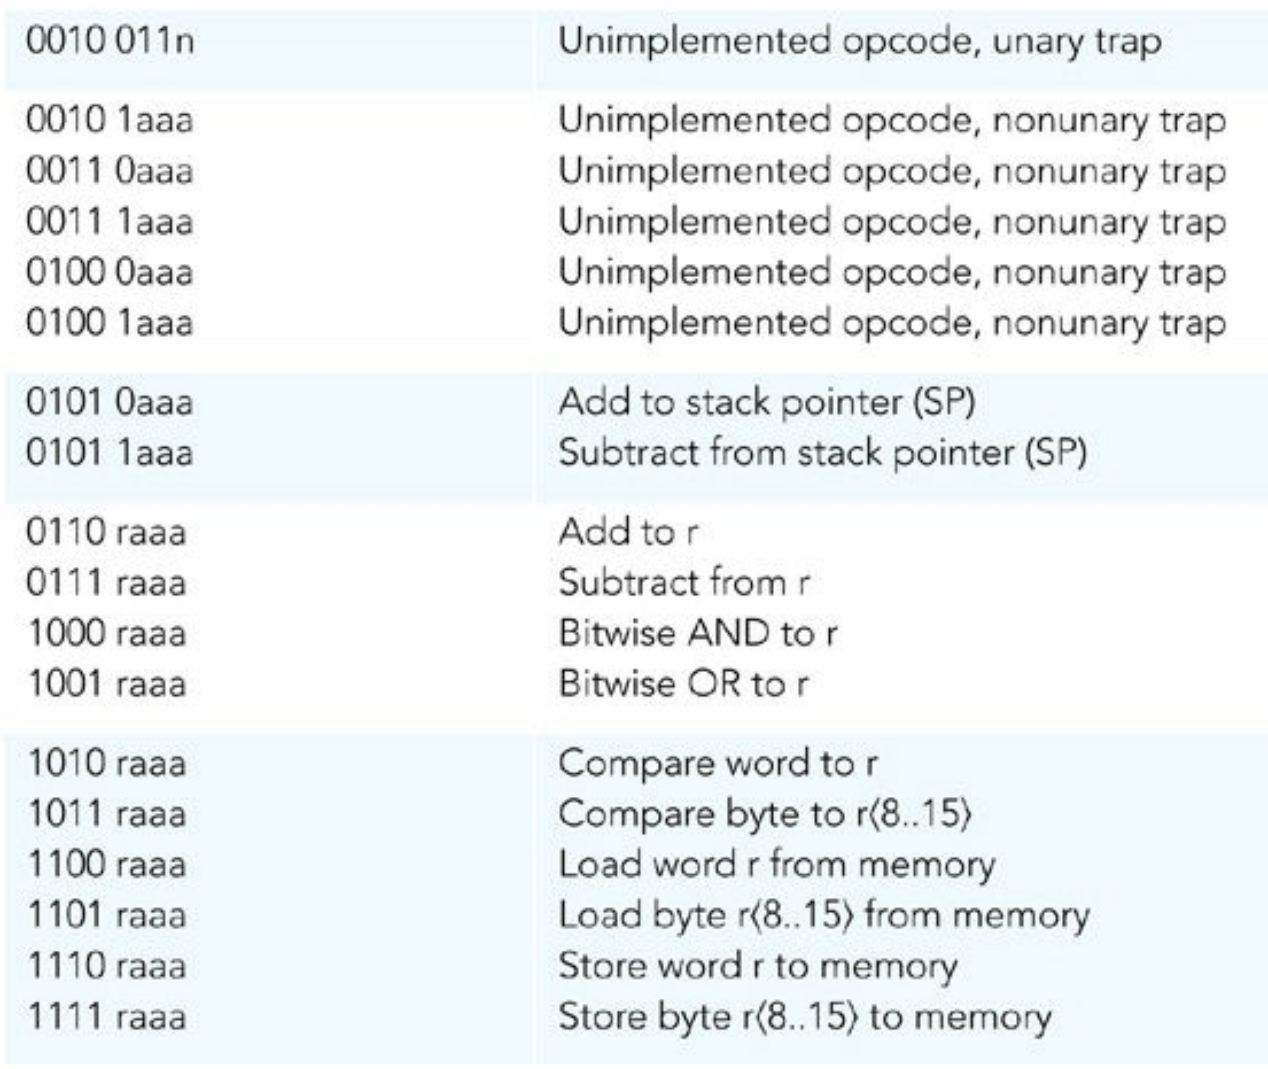 0010 011n Unimplemented opcode, unary trap
0010 1aaa Unimplemented opcode, nonunary trap
0011 0aaa Unimplemented opcode, nonunary trap
0011 1aaa Unimplemented opcode, nonunary trap
0100 0aaa Unimplemented opcode, nonunary trap
0100 1aaa Unimplemented opcode, nonunary trap
0101 0aaa Add to stack pointer (SP)
0101 1aaa Subtract from stack pointer (SP)
0110 raaa Add to r
0111 raaa Subtract from r
1000 raaa Bitwise AND to r
1001 raaa Bitwise OR to r
1010 raaa Compare word to r
1011 raaa Compare byte to r⟨8..15⟩
1100 raaa Load word r from memory
1101 raaa Load byte r⟨8..15⟩ from memory
1110 raaa Store word r to memory
1111 raaa Store byte r⟨8..15⟩ to memory